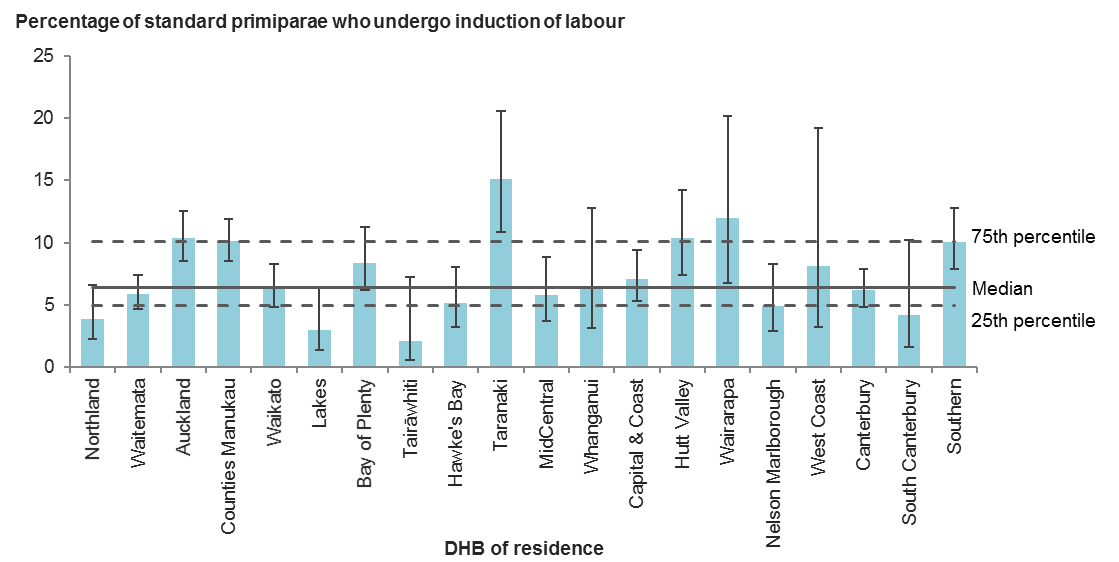 Percentage of standard primiparae who undergo induction of labour
25
20
15
10
5
0
75th percentile
Median
25th percentile
Northland
Waitemata
Auckland
Counties Manukau
Waikato
Lakes
Bay of Plenty
Tairāwhiti
Hawke's Bay
Taranaki
MidCentral
Whanganui
Capital & Coast
Hutt Valley
Wairarapa
Nelson Marlborough
West Coast
Canterbury
South Canterbury
Southern
DHB of residence